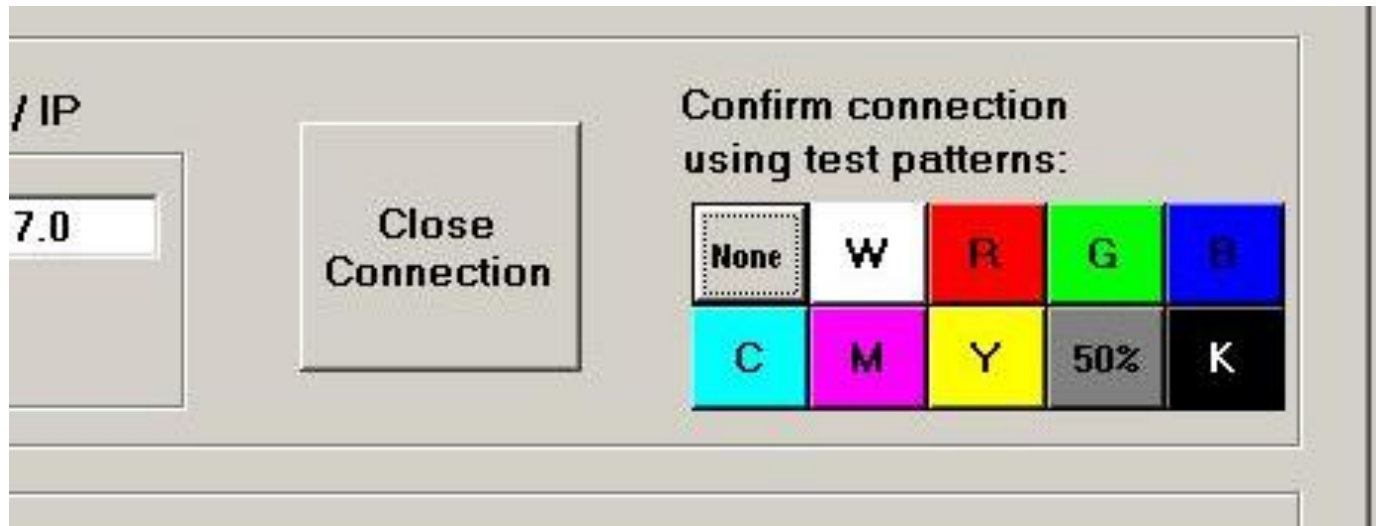 / IP
7.0
Close
Connection
Confirm connection
using test patterns:
None W R G B
C M Y 50% K